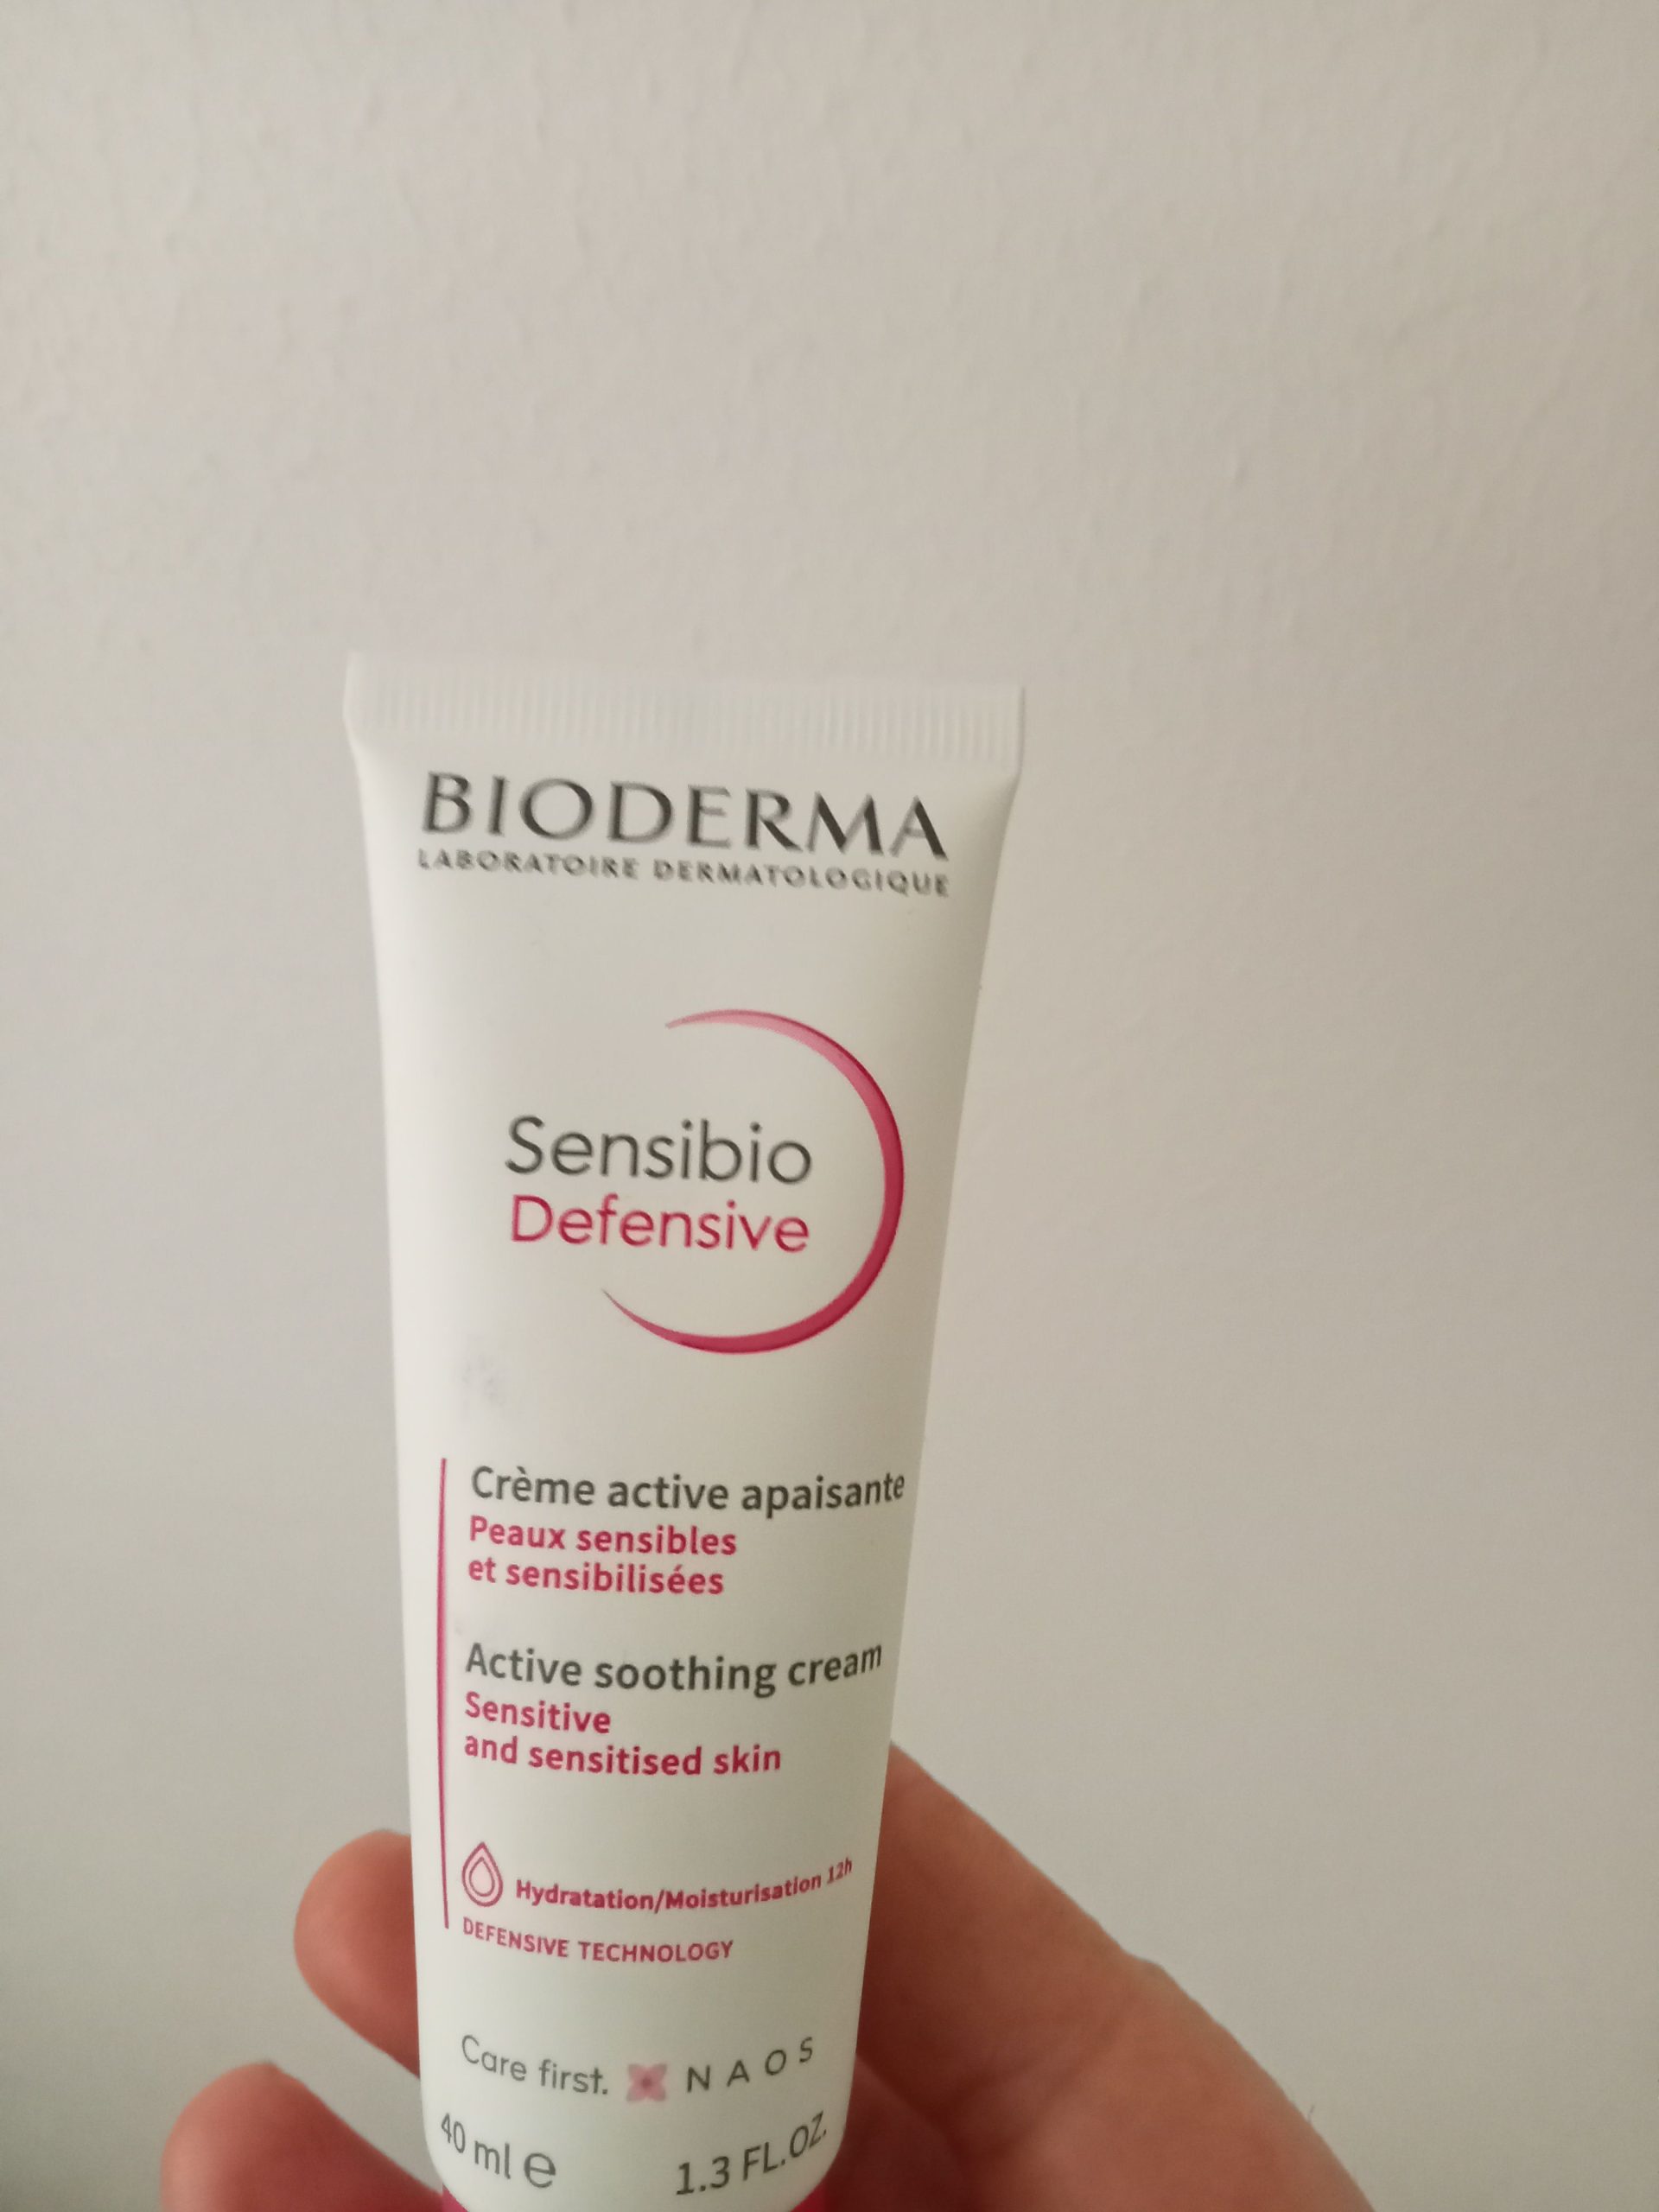 BIODERMA
LABORATOIRE DERMATOLOGIQUE
Sensibio
Defensive
Crème active apaisante
Peaux sensibles
et sensibilisées
Active soothing cream
Sensitive
and sensitised skin
Hydratation/Moisturisation 12h
DEFENSIVE TECHNOLOGY
Care first. NAOS
40 ml e 1.3 FL.OZ.